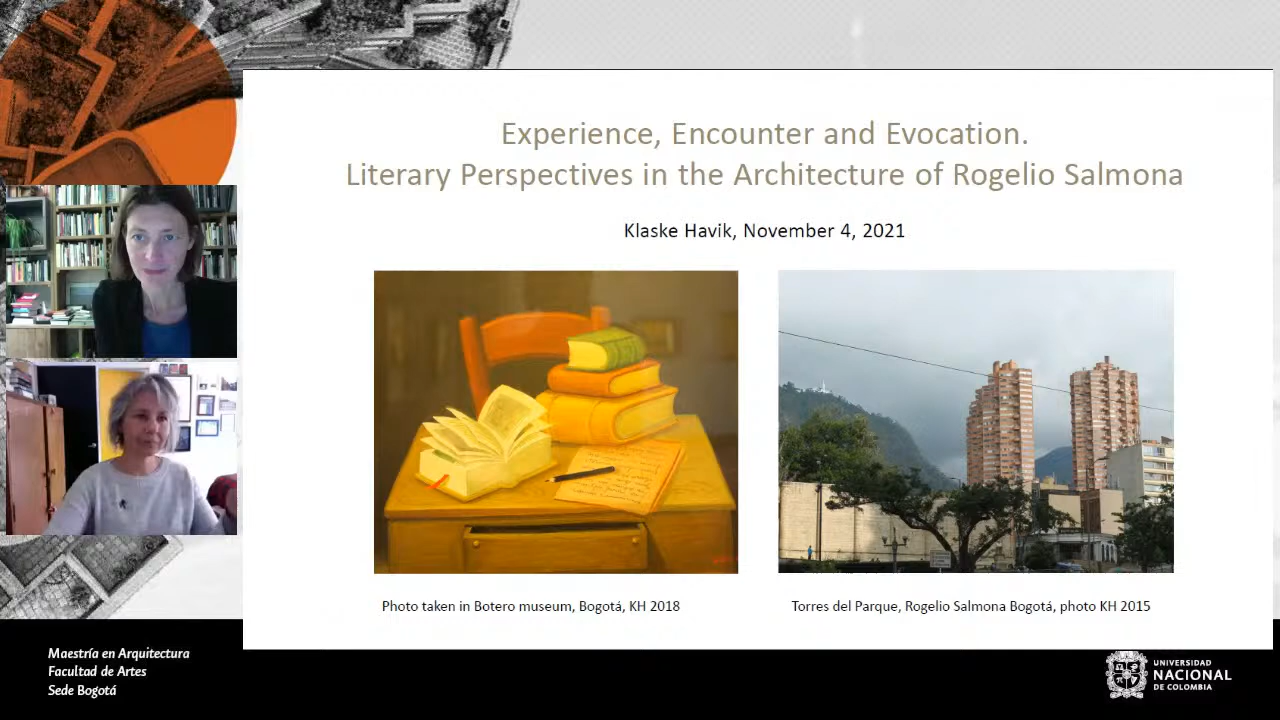 Experience, Encounter and Evocation.
Literary Perspectives in the Architecture of Rogelio Salmona
Klaske Havik, November 4, 2021
Photo taken in Botero museum, Bogotá, KH 2018
Torres del Parque, Rogelio Salmona Bogotá, photo KH 2015
Maestría en Arquitectura
Facultad de Artes
Sede Bogotá
UNIVERSIDAD
NACIONAL
DE COLOMBIA